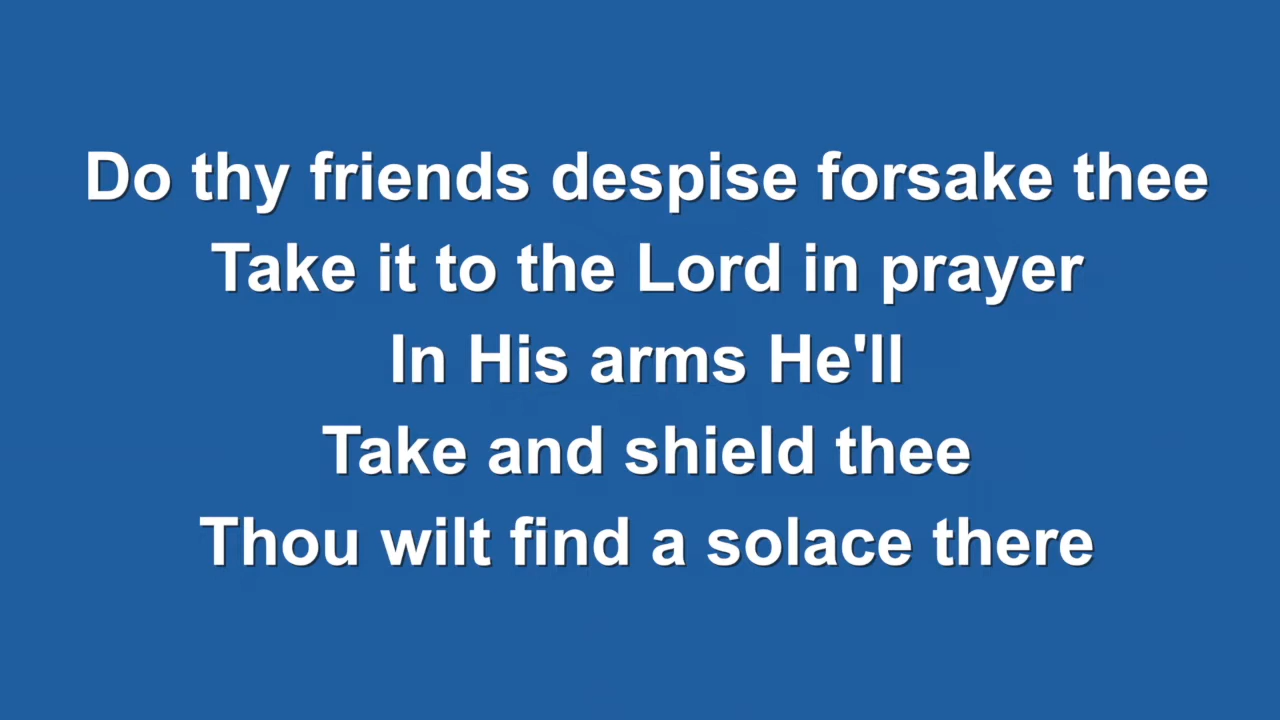 Do thy friends despise forsake thee
Take it to the Lord in prayer
In His arms He'll
Take and shield thee
Thou wilt find a solace there